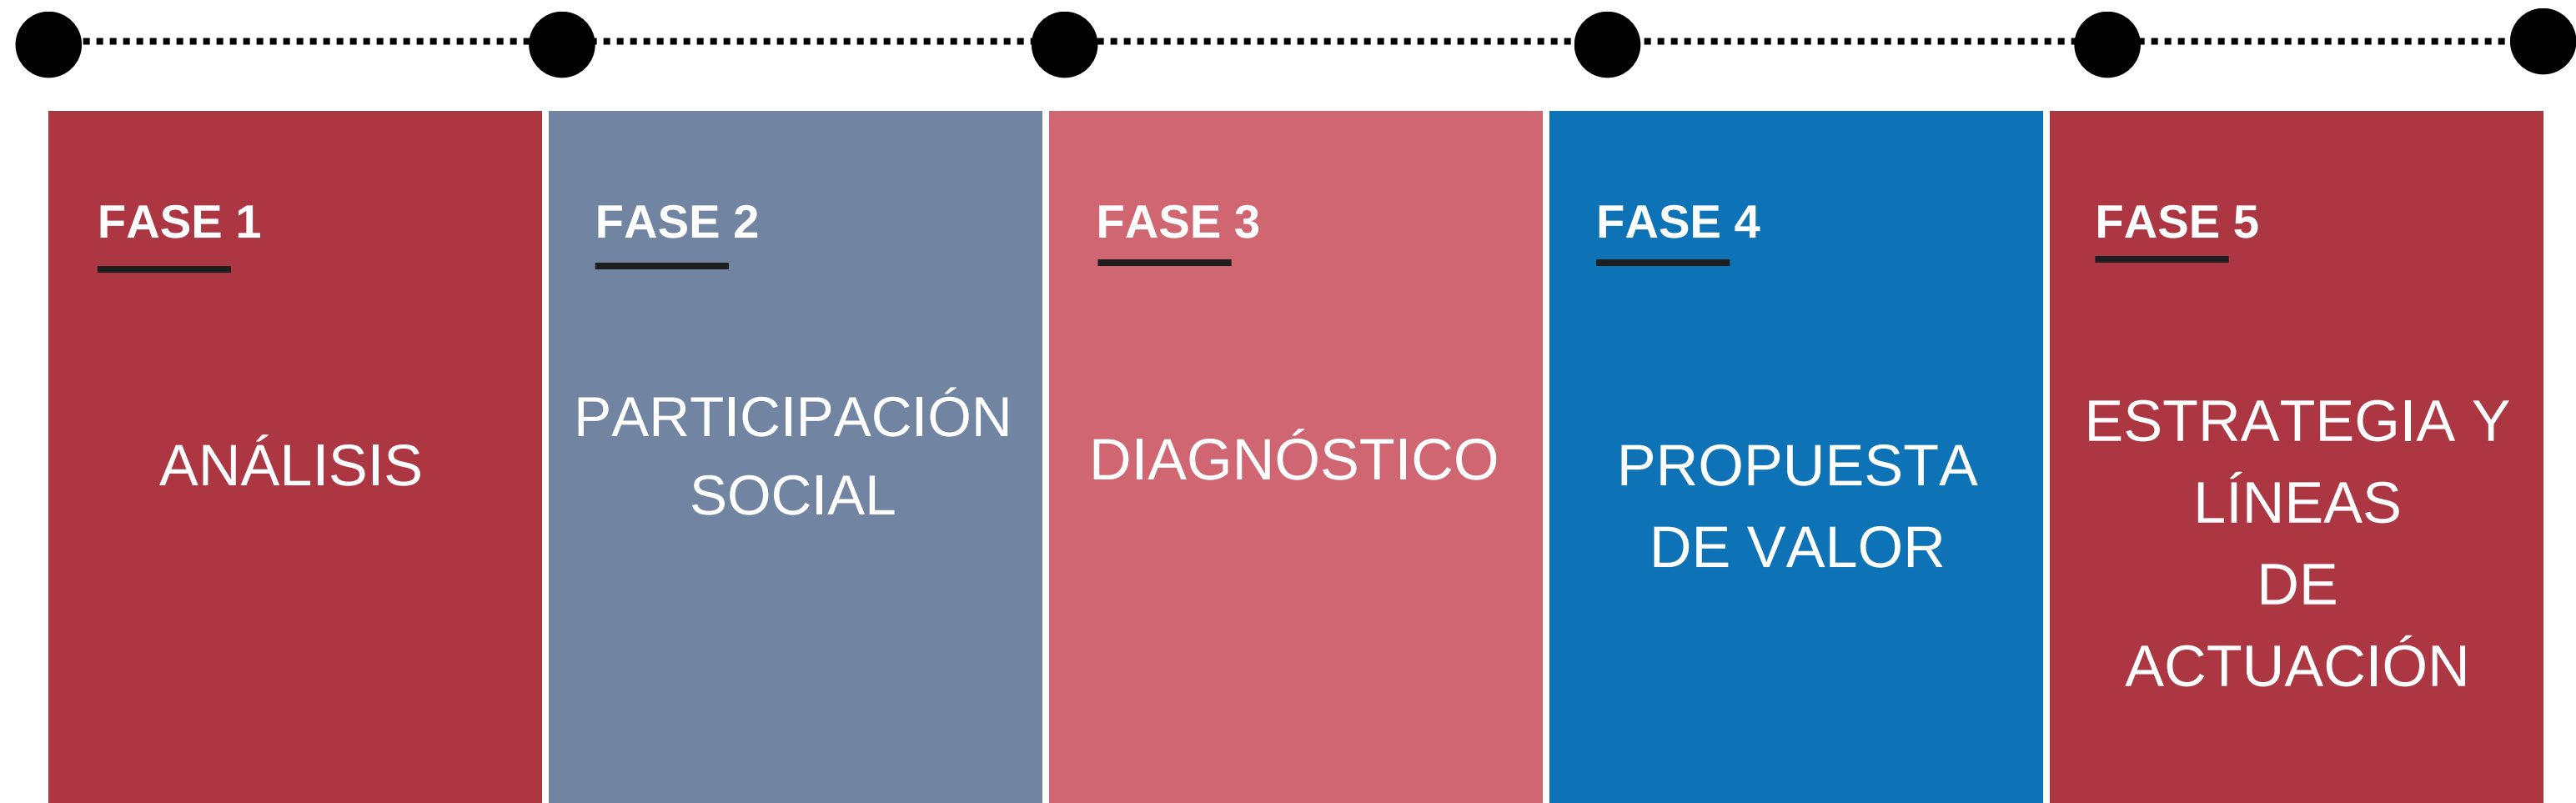 FASE 1
ANÁLISIS
FASE 2
PARTICIPACIÓN
SOCIAL
FASE 3
DIAGNÓSTICO
FASE 4
PROPUESTA
DE VALOR
FASE 5
ESTRATEGIA Y
LÍNEAS
DE
ACTUACIÓN